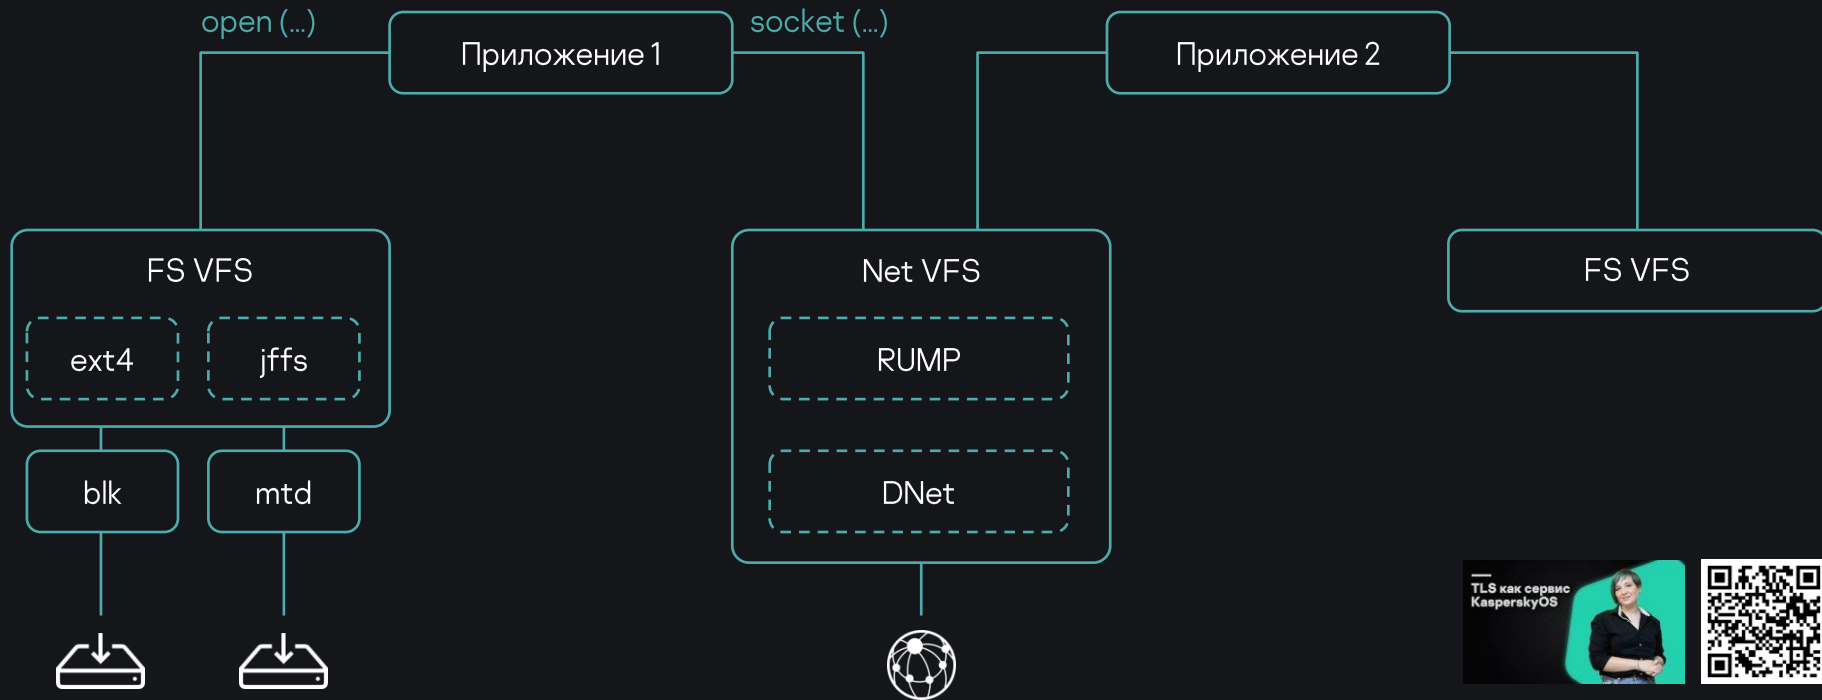 open (...)
Приложение 1
socket (...)
Приложение 2
FS VFS
ext4
jffs
blk
mtd
Net VFS
RUMP
DNet
FS VFS
TLS как сервис
KasperskyOS